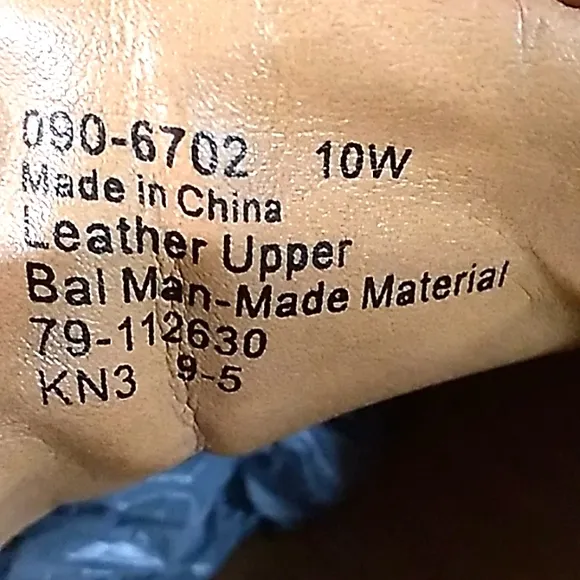 090-6702 10W
Made in China
Leather Upper
Bal Man-Made Material
79-112630
KN3 9-5